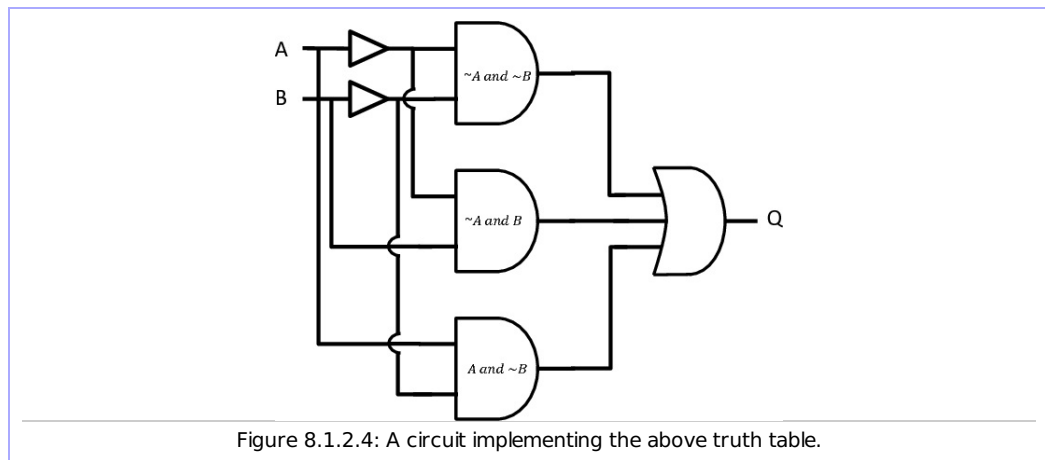 A
B
~A and ~B
~A and B
A and ~B
Q
Figure 8.1.2.4: A circuit implementing the above truth table.